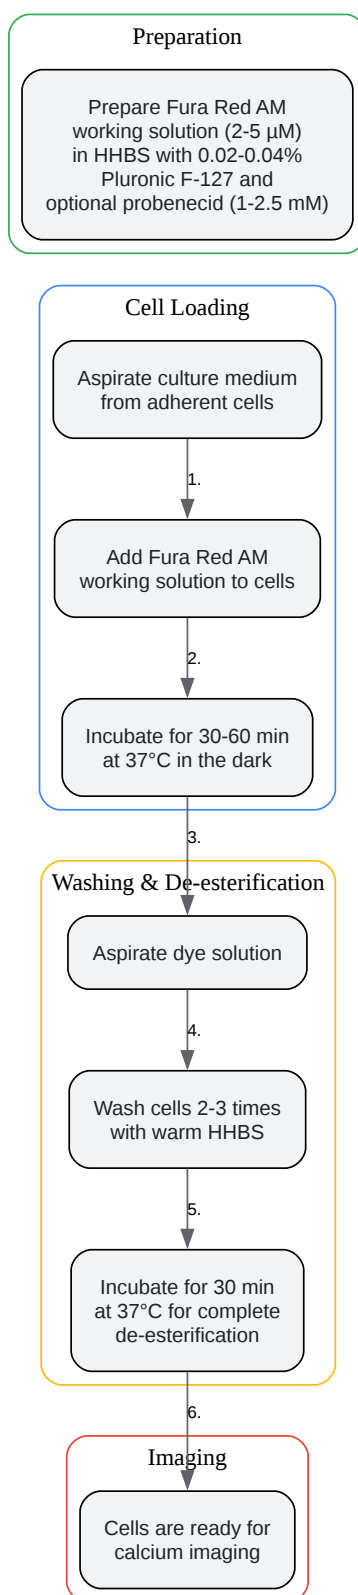 Preparation
Prepare Fura Red AM
working solution (2-5 µM)
in HHBS with 0.02-0.04%
Pluronic F-127 and
optional probenecid (1-2.5 mM)
Cell Loading
Aspirate culture medium
from adherent cells
1.
Add Fura Red AM
working solution to cells
2.
Incubate for 30-60 min
at 37°C in the dark
3.
Washing & De-esterification
Aspirate dye solution
4.
Wash cells 2-3 times
with warm HHBS
5.
Incubate for 30 min
at 37°C for complete
de-esterification
6.
Imaging
Cells are ready for
calcium imaging